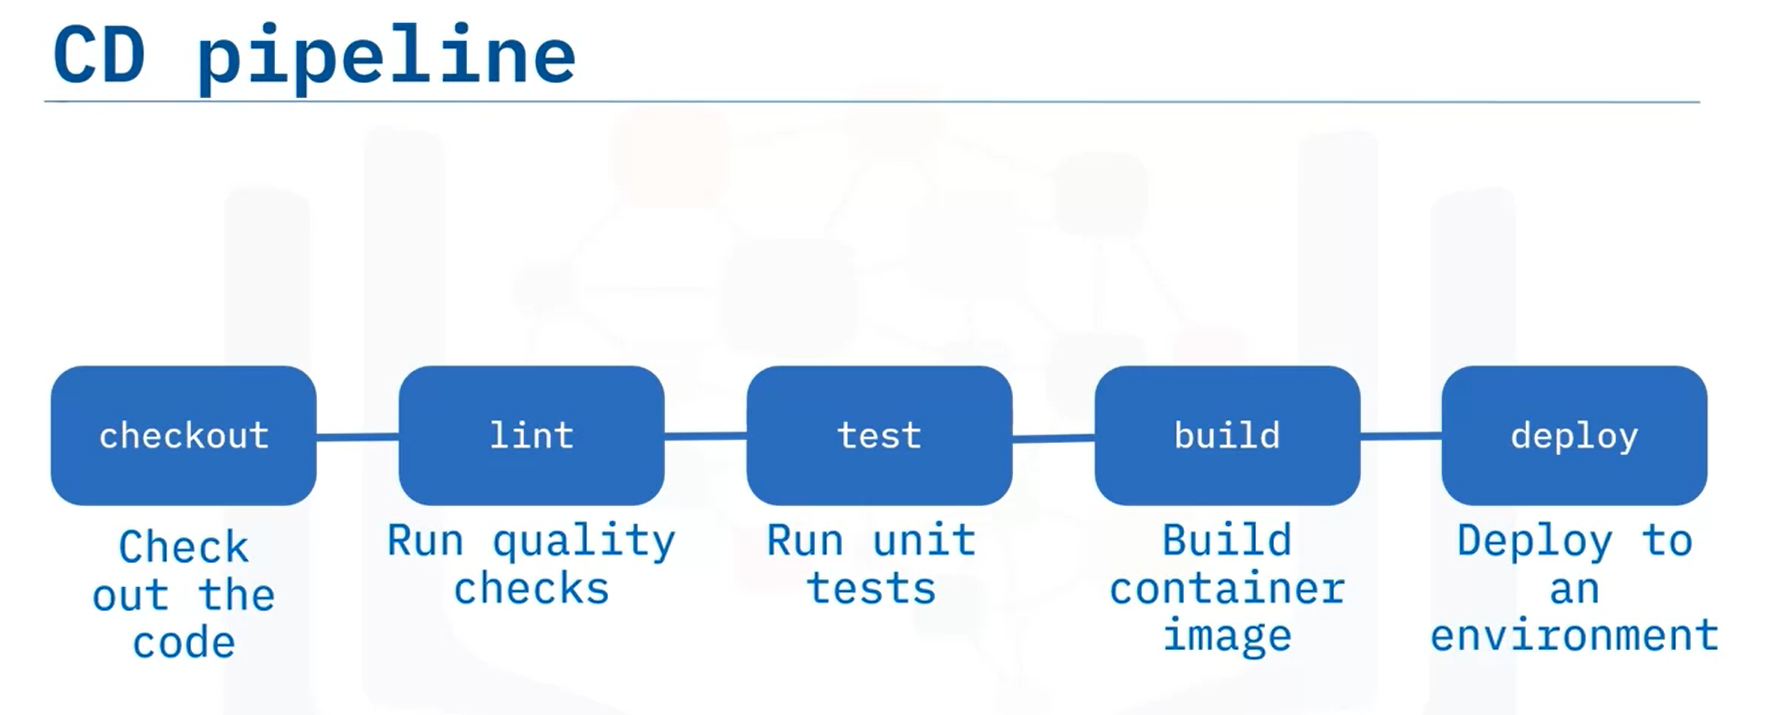 CD pipeline
checkout
lint
test
build
deploy
Check
out the
code
Run quality
checks
Run unit
tests
Build
container
image
Deploy to
an
environment